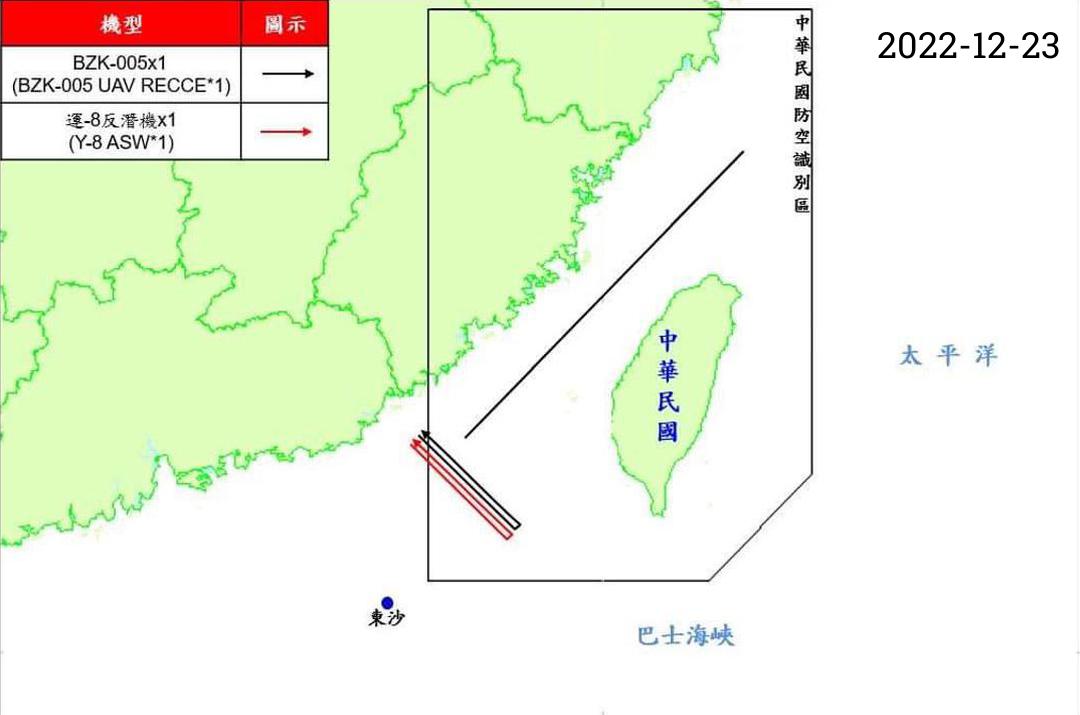 機型
圖示
BZK-005x1
(BZK-005 UAV RECCE*1)
運-8反潛機x1
(Y-8 ASW*1)
2022-12-23
中華民國防空識別區
中華民國
太平洋
東沙
巴士海峽